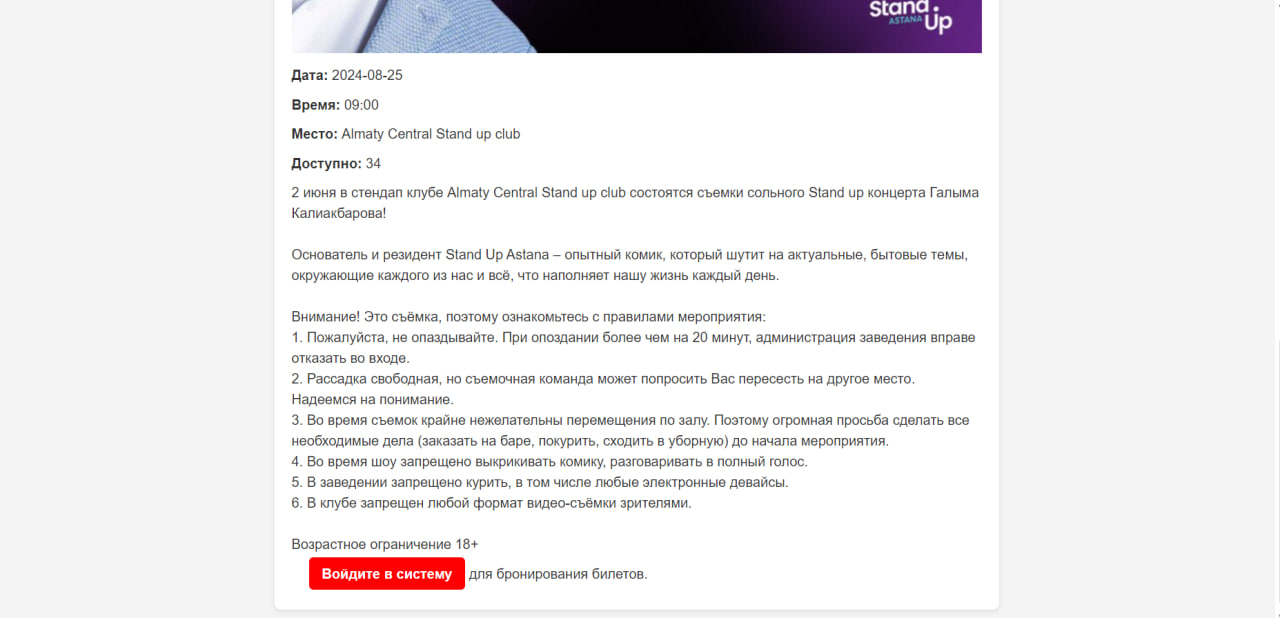 Stand
ASTANA Up
Дата: 2024-08-25
Время: 09:00
Место: Almaty Central Stand up club
Доступно: 34
2 июня в стендап клубе Almaty Central Stand up club состоятся съемки сольного Stand up концерта Галыма
Калиакбарова!
Основатель и резидент Stand Up Astana – опытный комик, который шутит на актуальные, бытовые темы,
окружающие каждого из нас и всё, что наполняет нашу жизнь каждый день.
Внимание! Это съёмка, поэтому ознакомьтесь с правилами мероприятия:
1. Пожалуйста, не опаздывайте. При опоздании более чем на 20 минут, администрация заведения вправе
отказать во входе.
2. Рассадка свободная, но съемочная команда может попросить Вас пересесть на другое место.
Надеемся на понимание.
3. Во время съемок крайне нежелательны перемещения по залу. Поэтому огромная просьба сделать все
необходимые дела (заказать на баре, покурить, сходить в уборную) до начала мероприятия.
4. Во время шоу запрещено выкрикивать комику, разговаривать в полный голос.
5. В заведении запрещено курить, в том числе любые электронные девайсы.
6. В клубе запрещен любой формат видео-съёмки зрителями.
Возрастное ограничение 18+
Войдите в систему для бронирования билетов.